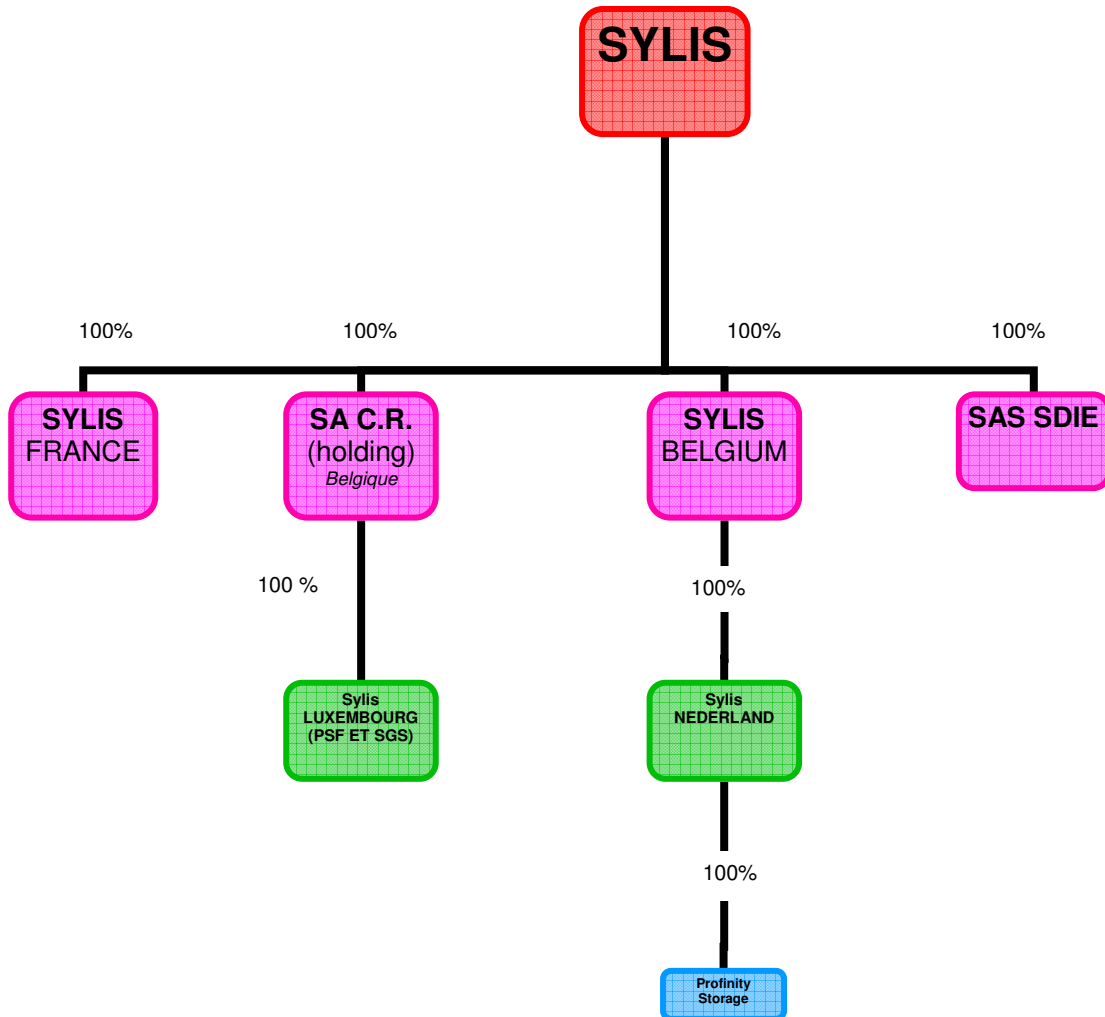 SYLIS
100%
100%
100%
100%
SYLIS
FRANCE
SA C.R.
(holding)
Belgique
SYLIS
BELGIUM
SAS SDIE
100 %
100%
Sylis
LUXEMBOURG
(PSF ET SGS)
Sylis
NEDERLAND
100%
Profinity
Storage